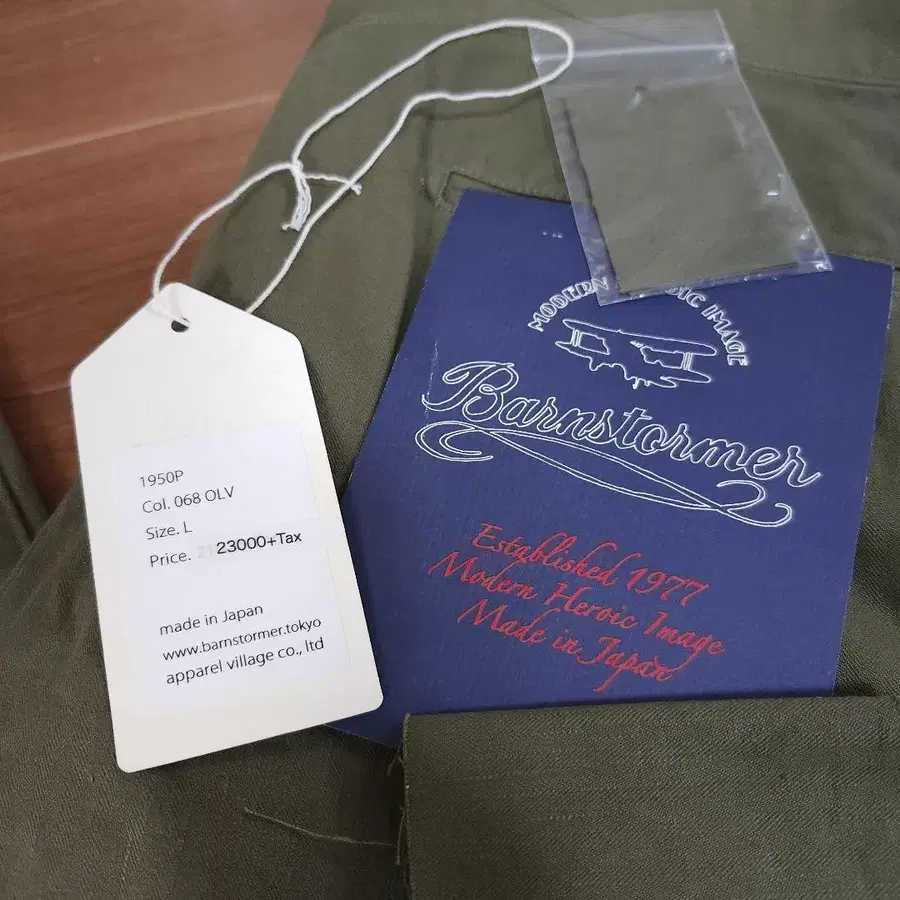 1950P
Col. 068 OLV
Size. L
Price. 23000+Tax
made in Japan
www.barnstormer.tokyo
apparel village co., ltd
MODERN OIC IMAGE
Barnstormer
Established 1977
Modern Heroic Image
Made in Japan